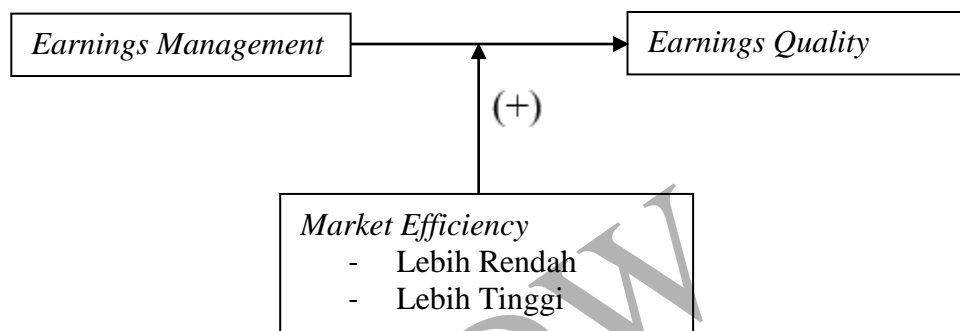 Earnings Management
Earnings Quality
(+)
Market Efficiency
- Lebih Rendah
- Lebih Tinggi